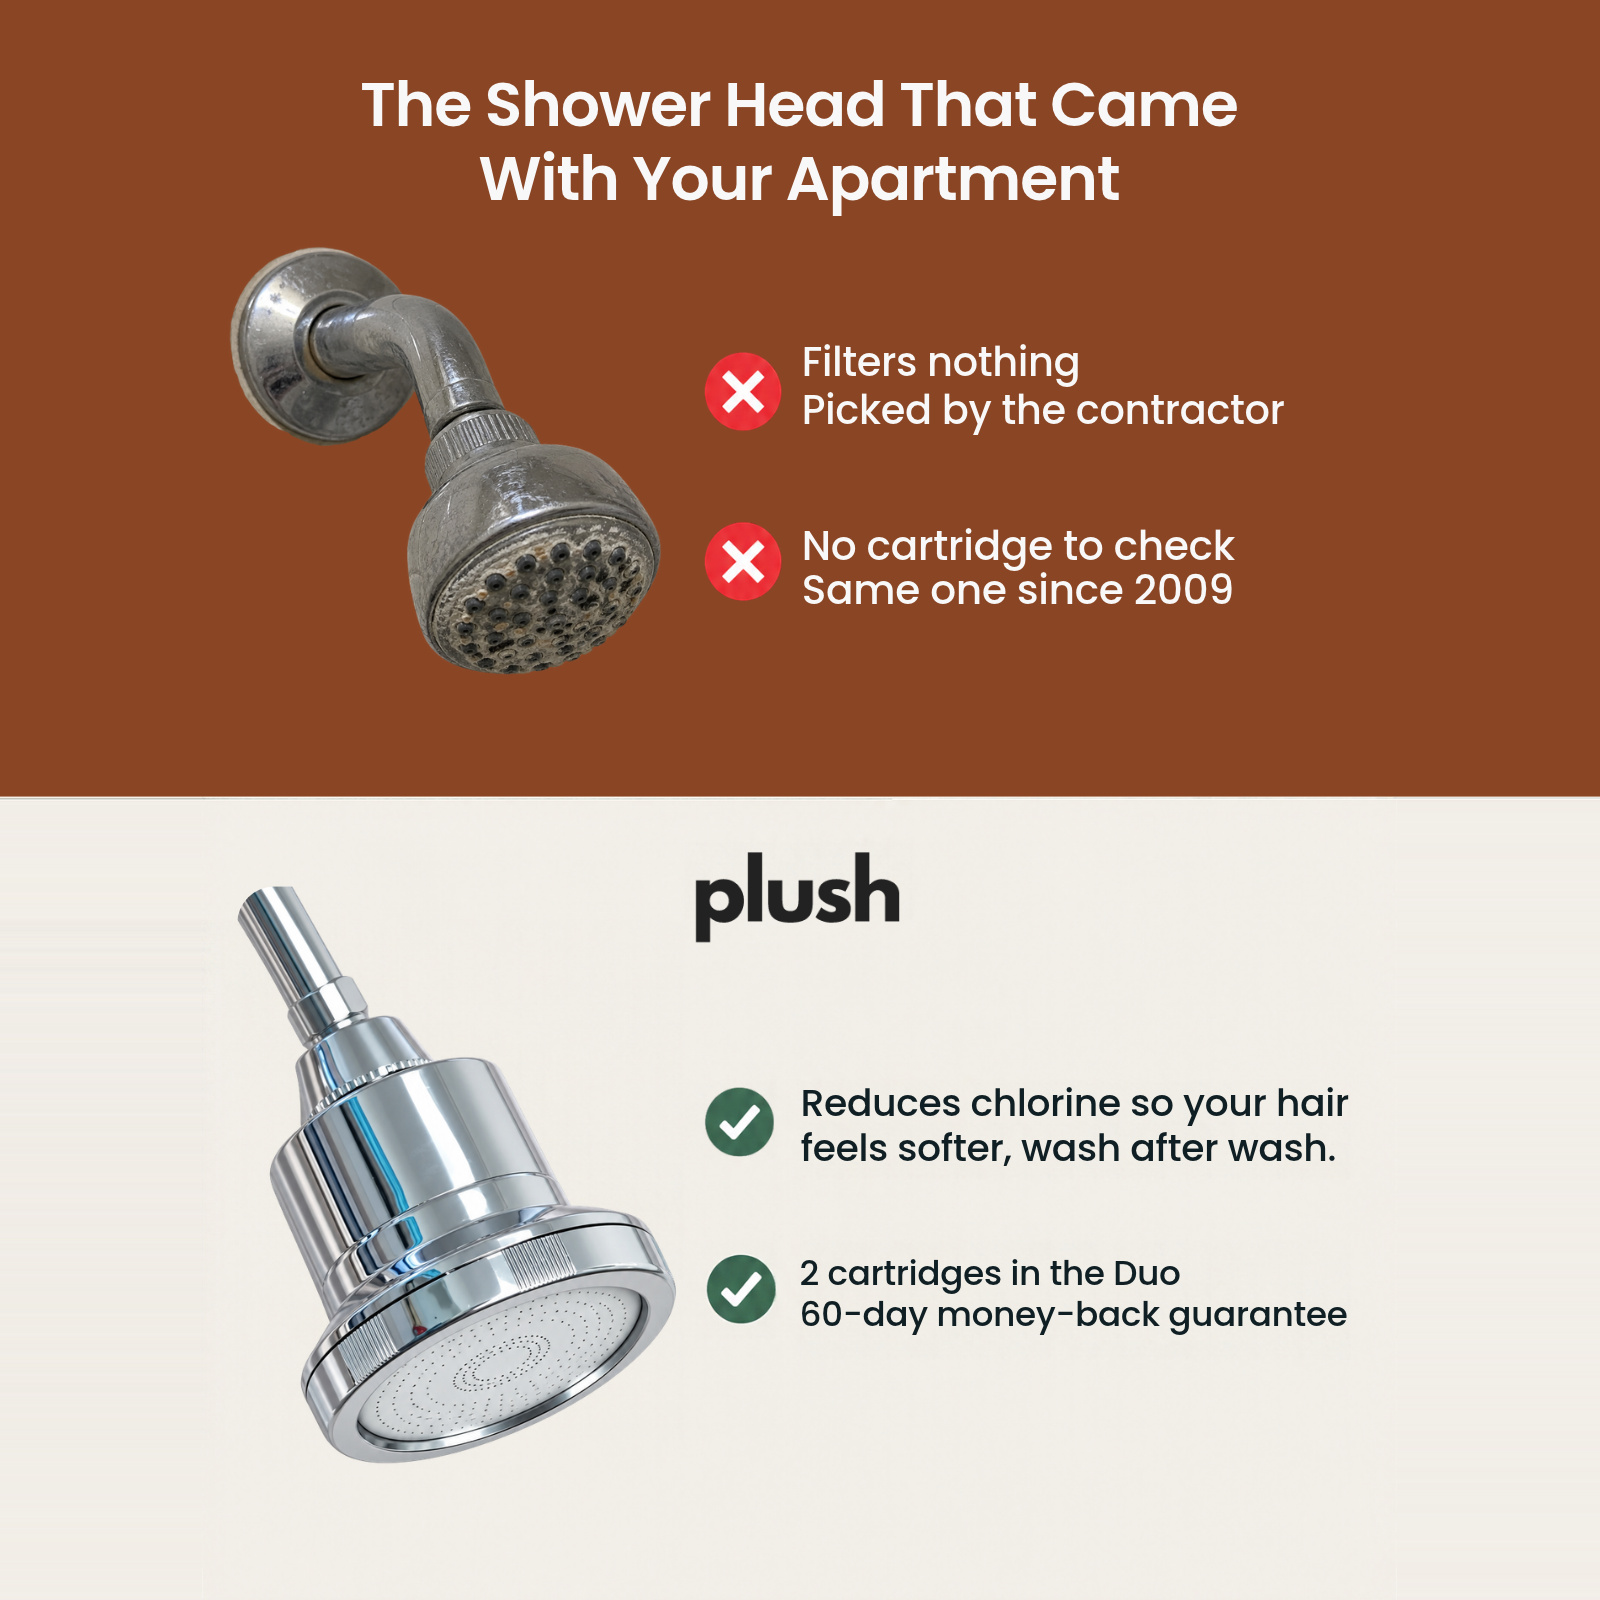 The Shower Head That Came
With Your Apartment
Filters nothing
Picked by the contractor
No cartridge to check
Same one since 2009
plush
Reduces chlorine so your hair
feels softer, wash after wash.
2 cartridges in the Duo
60-day money-back guarantee